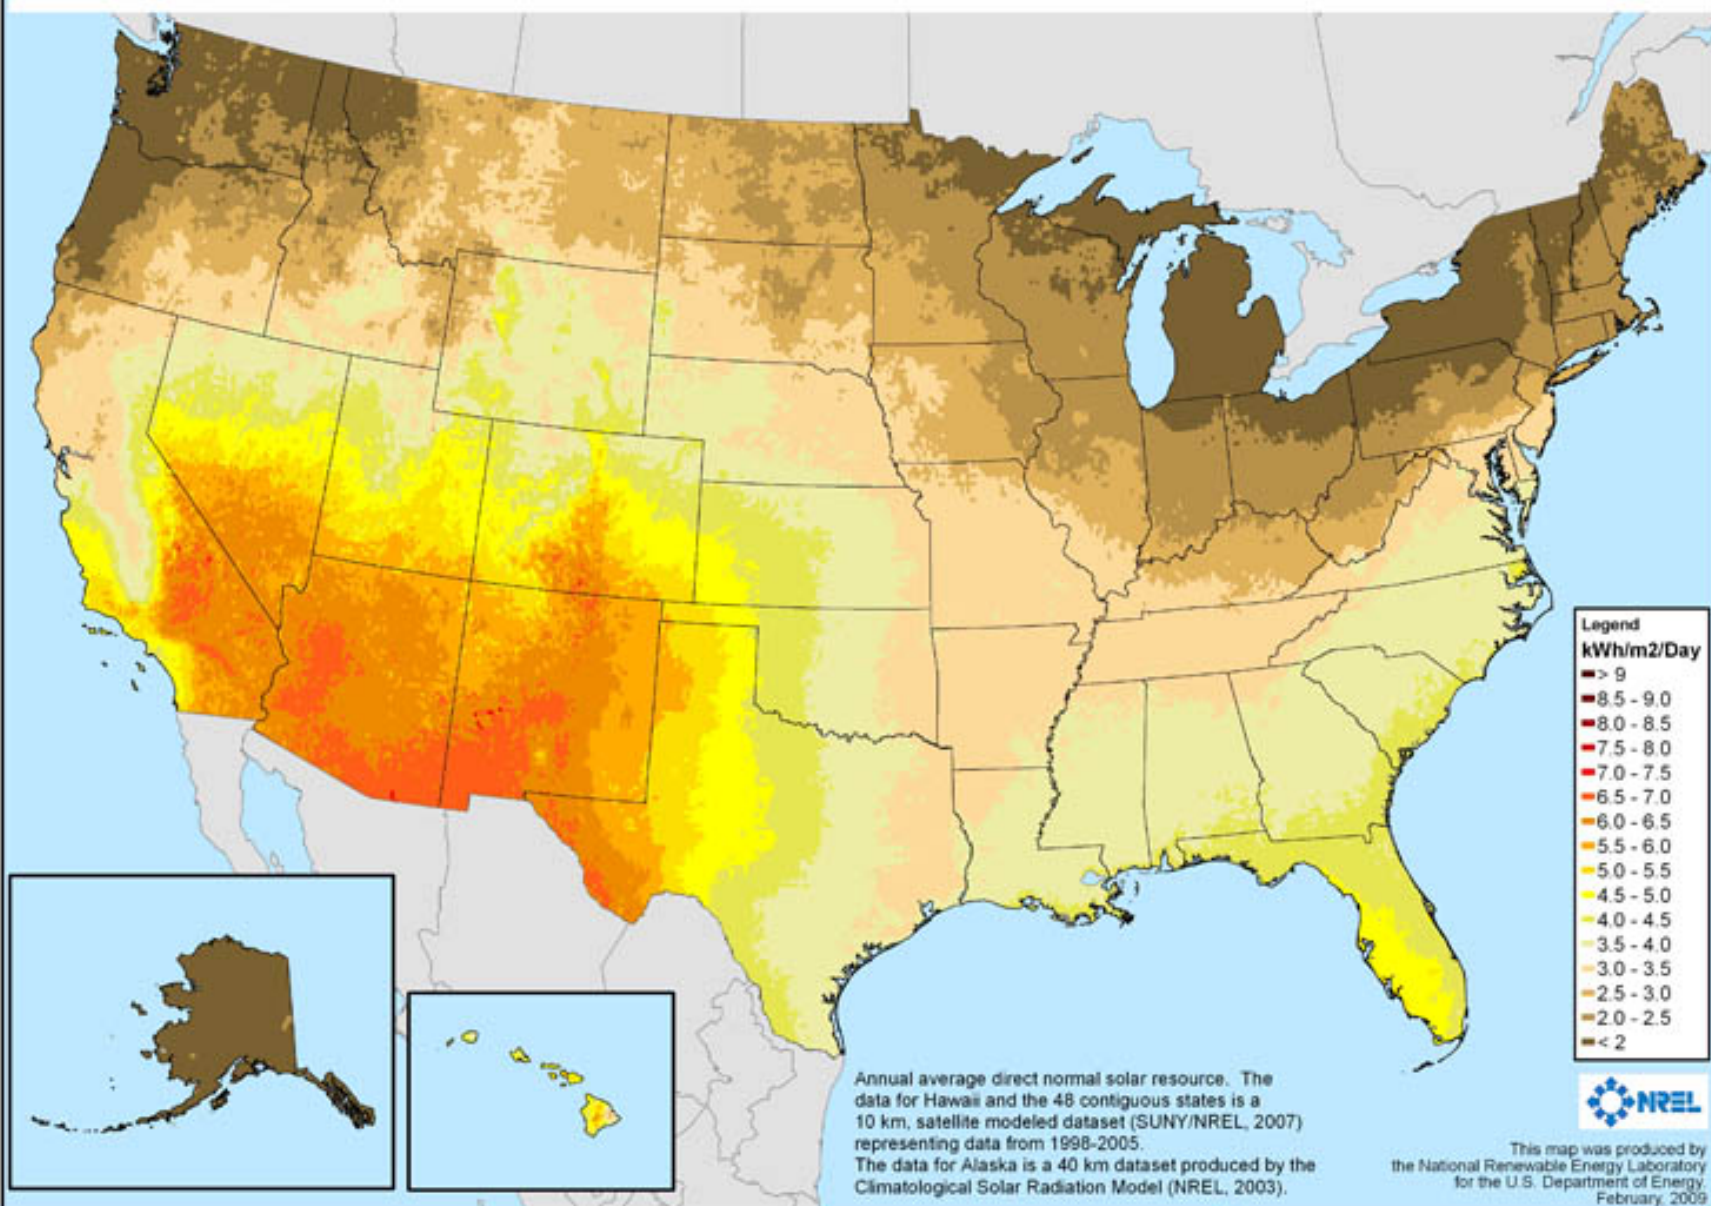 Legend
kWh/m2/Day
> 9
8.5 - 9.0
8.0 - 8.5
7.5 - 8.0
7.0 - 7.5
6.5 - 7.0
6.0 - 6.5
5.5 - 6.0
5.0 - 5.5
4.5 - 5.0
4.0 - 4.5
3.5 - 4.0
3.0 - 3.5
2.5 - 3.0
2.0 - 2.5
< 2
Annual average direct normal solar resource. The
data for Hawaii and the 48 contiguous states is a
10 km, satellite modeled dataset (SUNY/NREL, 2007)
representing data from 1998-2005.
The data for Alaska is a 40 km dataset produced by the
Climatological Solar Radiation Model (NREL, 2003).
NREL
This map was produced by
the National Renewable Energy Laboratory
for the U.S. Department of Energy.
February, 2009